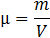 μ = m/V